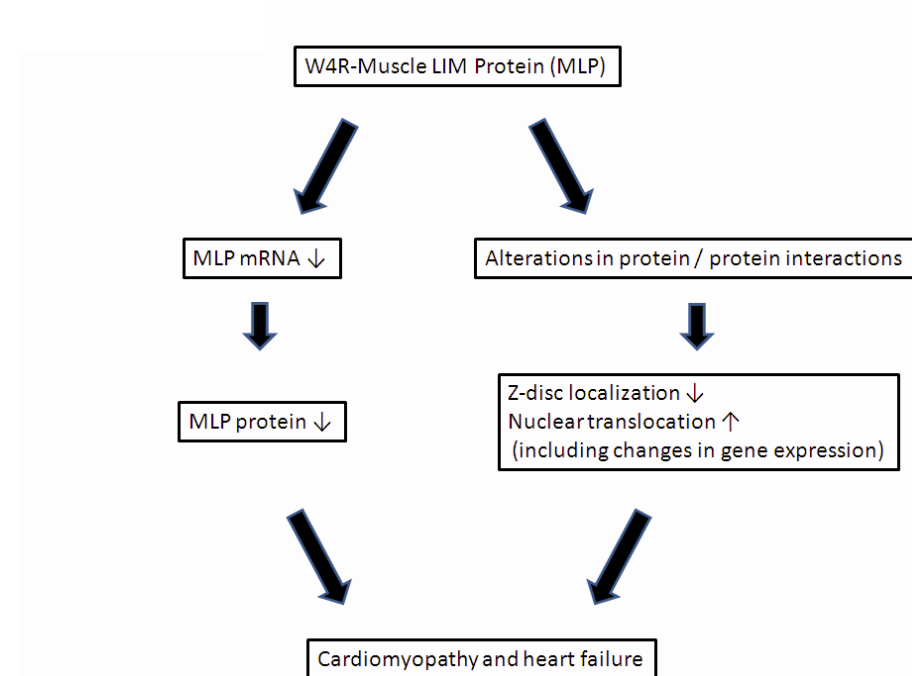 W4R-Muscle LIM Protein (MLP)
MLP mRNA ↓
Alterations in protein / protein interactions
MLP protein ↓
Z-disc localization ↓
Nuclear translocation ↑
(including changes in gene expression)
Cardiomyopathy and heart failure